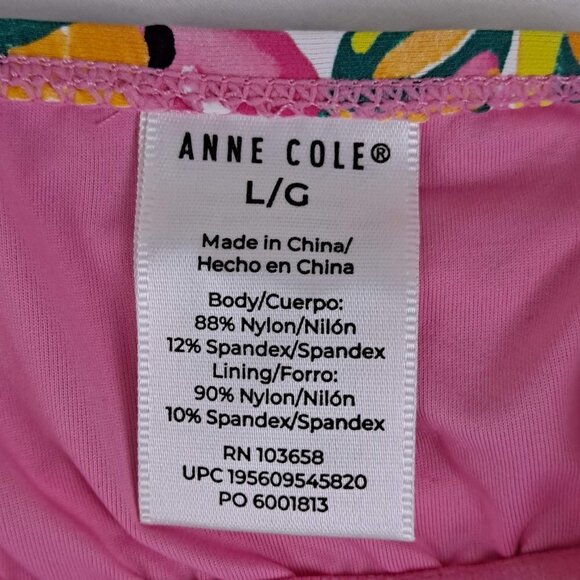 ANNE COLE®
L/G
Made in China/
Hecho en China
Body/Cuerpo:
88% Nylon/Nilón
12% Spandex/Spandex
Lining/Forro:
90% Nylon/Nilón
10% Spandex/Spandex
RN 103658
UPC 195609545820
PO 6001813